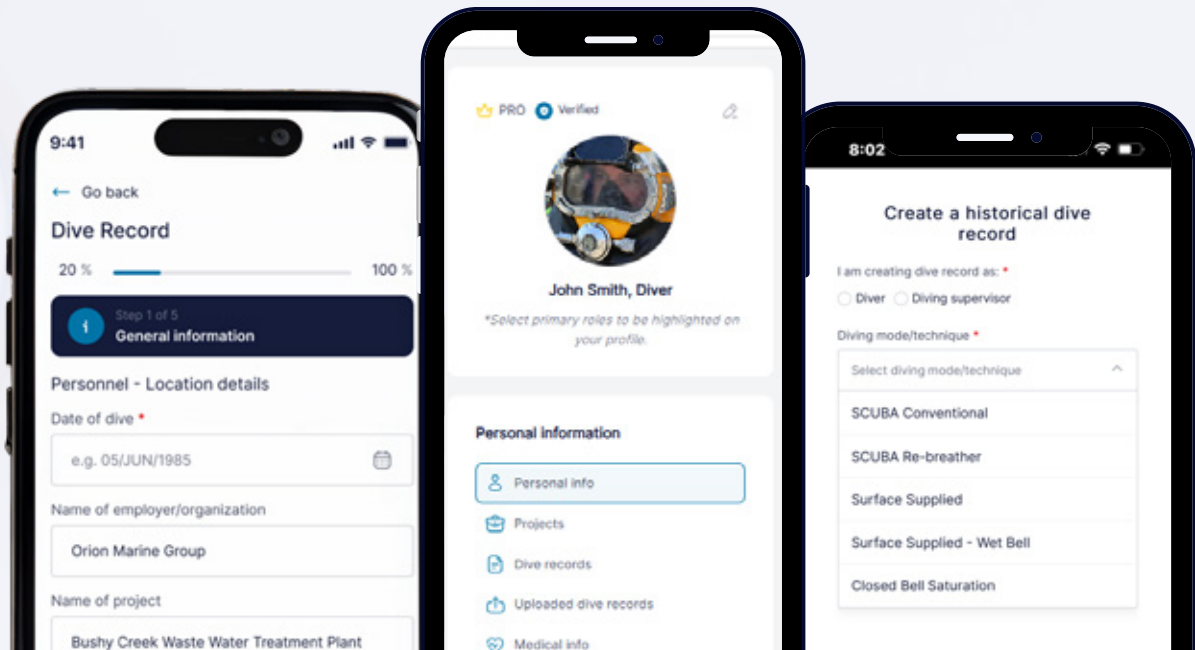 9:41
Go back
Dive Record
20 %
100 %
Step 1 of 5
General information
Personnel - Location details
Date of dive *
e.g. 05/JUN/1985
Name of employer/organization
Orion Marine Group
Name of project
Bushy Creek Waste Water Treatment Plant
PRO Verified
John Smith, Diver
*Select primary roles to be highlighted on
your profile.
Personal information
Personal info
Projects
Dive records
Uploaded dive records
Medical info
8:02
Create a historical dive
record
I am creating dive record as: *
Diver Diving supervisor
Diving mode/technique *
Select diving mode/technique
SCUBA Conventional
SCUBA Re-breather
Surface Supplied
Surface Supplied - Wet Bell
Closed Bell Saturation